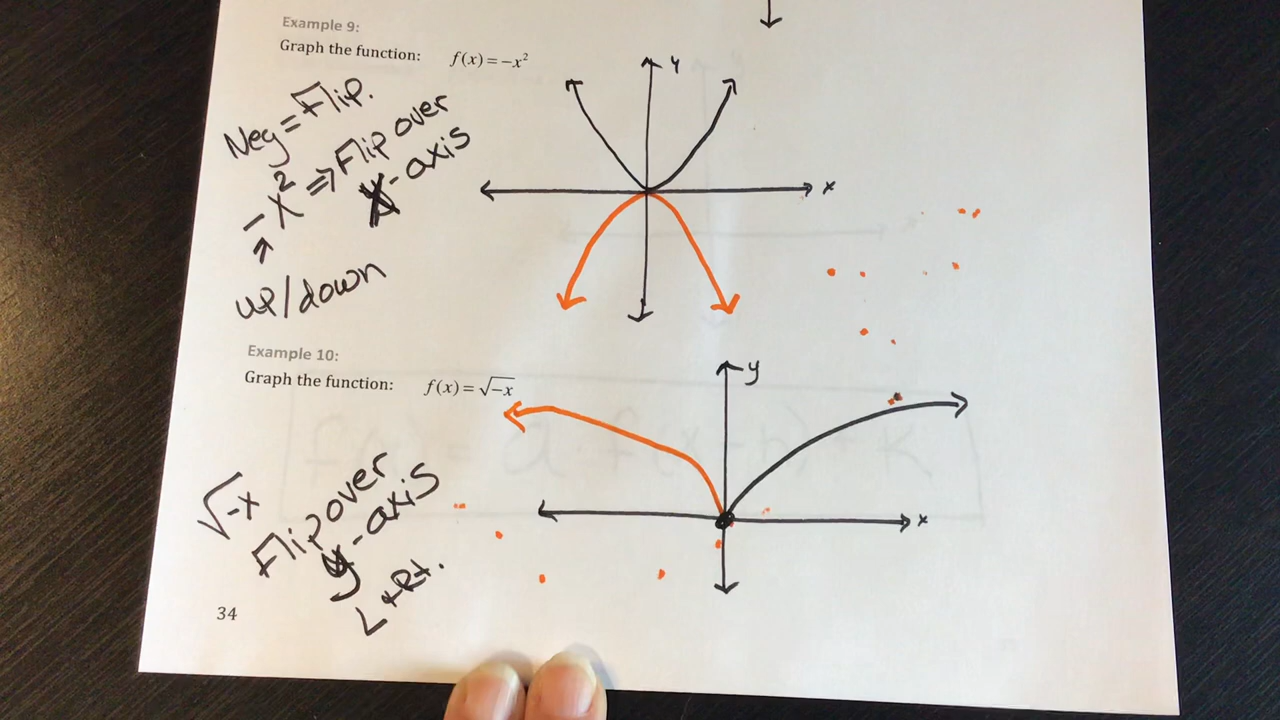 Example 9:
Graph the function: f(x) = −x²
Neg = Flip.
−x² ⇒ Flip over
x-axis
up/down
y
x
Example 10:
Graph the function: f(x) = √−x
√−x
Flip over
y-axis
L + Rt.
y
x
34